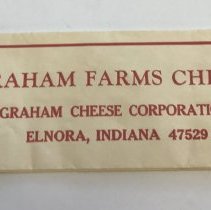 RAHAM FARMS CHE
GRAHAM CHEESE CORPORATIO
ELNORA, INDIANA 47529